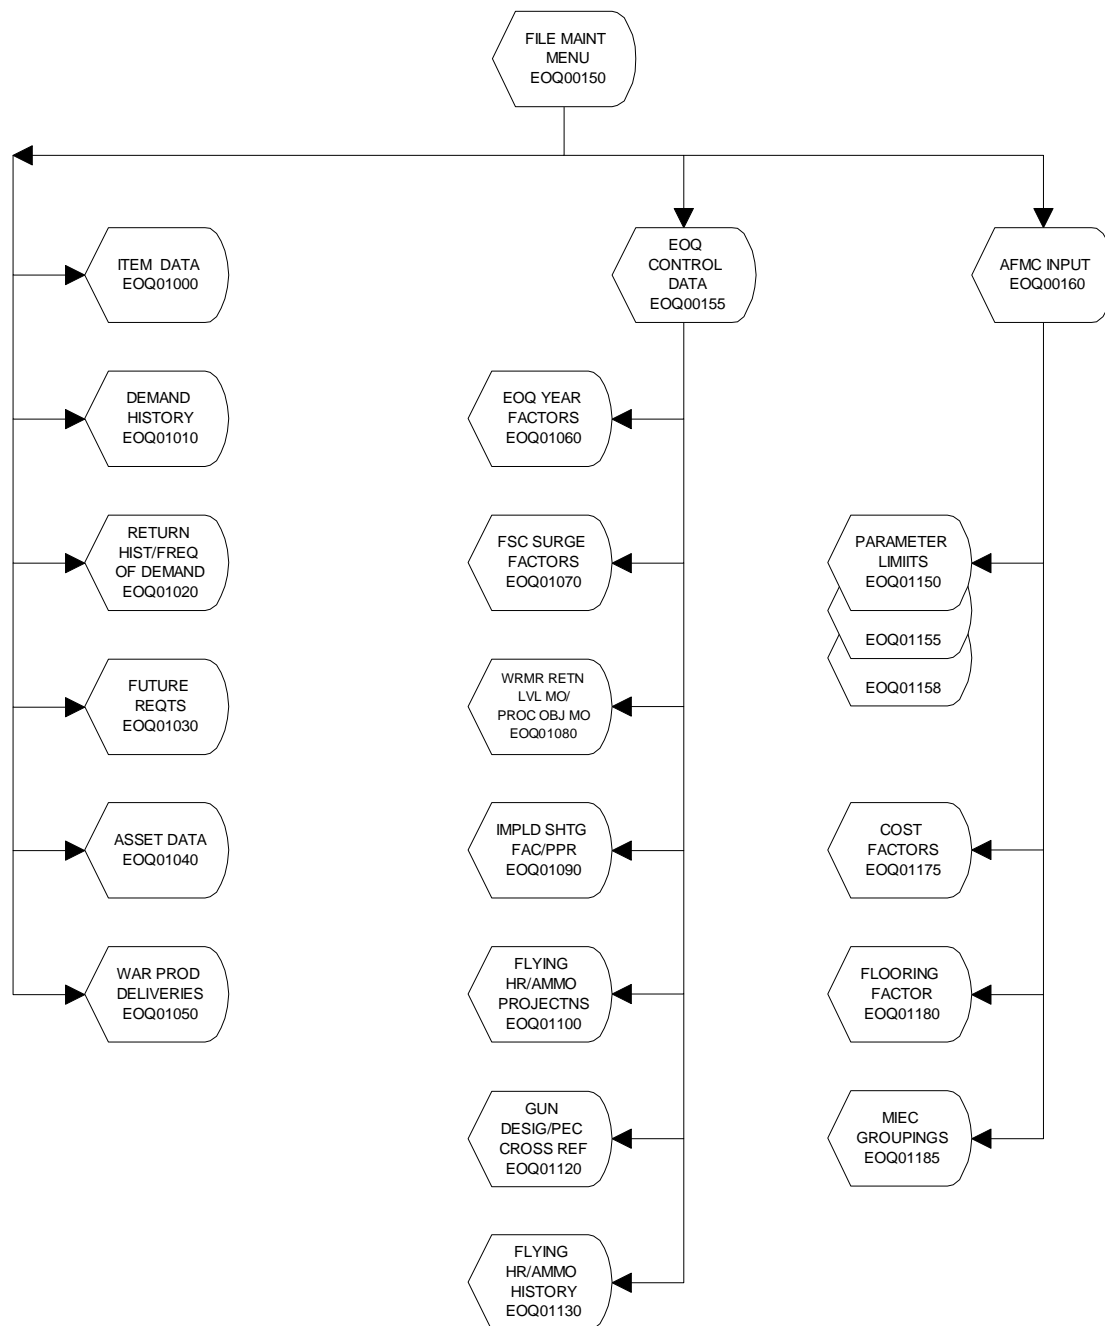 FILE MAINT
MENU
EOQ00150
ITEM DATA
EOQ01000
DEMAND
HISTORY
EOQ01010
RETURN
HIST/FREQ
OF DEMAND
EOQ01020
FUTURE
REQTS
EOQ01030
ASSET DATA
EOQ01040
WAR PROD
DELIVERIES
EOQ01050
EOQ
CONTROL
DATA
EOQ00155
EOQ YEAR
FACTORS
EOQ01060
FSC SURGE
FACTORS
EOQ01070
WRMR RETN
LVL MO/
PROC OBJ MO
EOQ01080
IMPLD SHTG
FAC/PPR
EOQ01090
FLYING
HR/AMMO
PROJECTNS
EOQ01100
GUN
DESIG/PEC
CROSS REF
EOQ01120
FLYING
HR/AMMO
HISTORY
EOQ01130
AFMC INPUT
EOQ00160
PARAMETER
LIMIITS
EOQ01150
EOQ01155
EOQ01158
COST
FACTORS
EOQ01175
FLOORING
FACTOR
EOQ01180
MIEC
GROUPINGS
EOQ01185